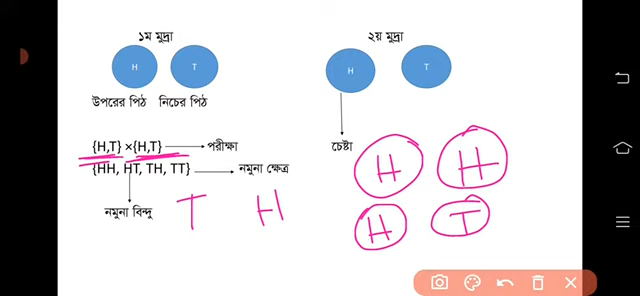 ১ম মুদ্রা
২য় মুদ্রা
H T
H T
উপরের পিঠ নিচের পিঠ
{H,T} ×{H,T} পরীক্ষা
চেষ্টা
{HH, HT, TH, TT} নমুনা ক্ষেত্র
নমুনা বিন্দু
H H
T H
H T